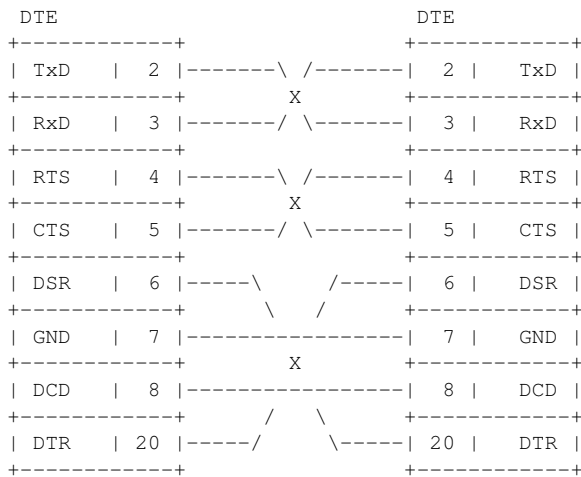 DTE DTE
TxD 2 2 TxD
X
RxD 3 3 RxD
RTS 4 4 RTS
X
CTS 5 5 CTS
DSR 6 6 DSR
GND 7 7 GND
X
DCD 8 8 DCD
DTR 20 20 DTR